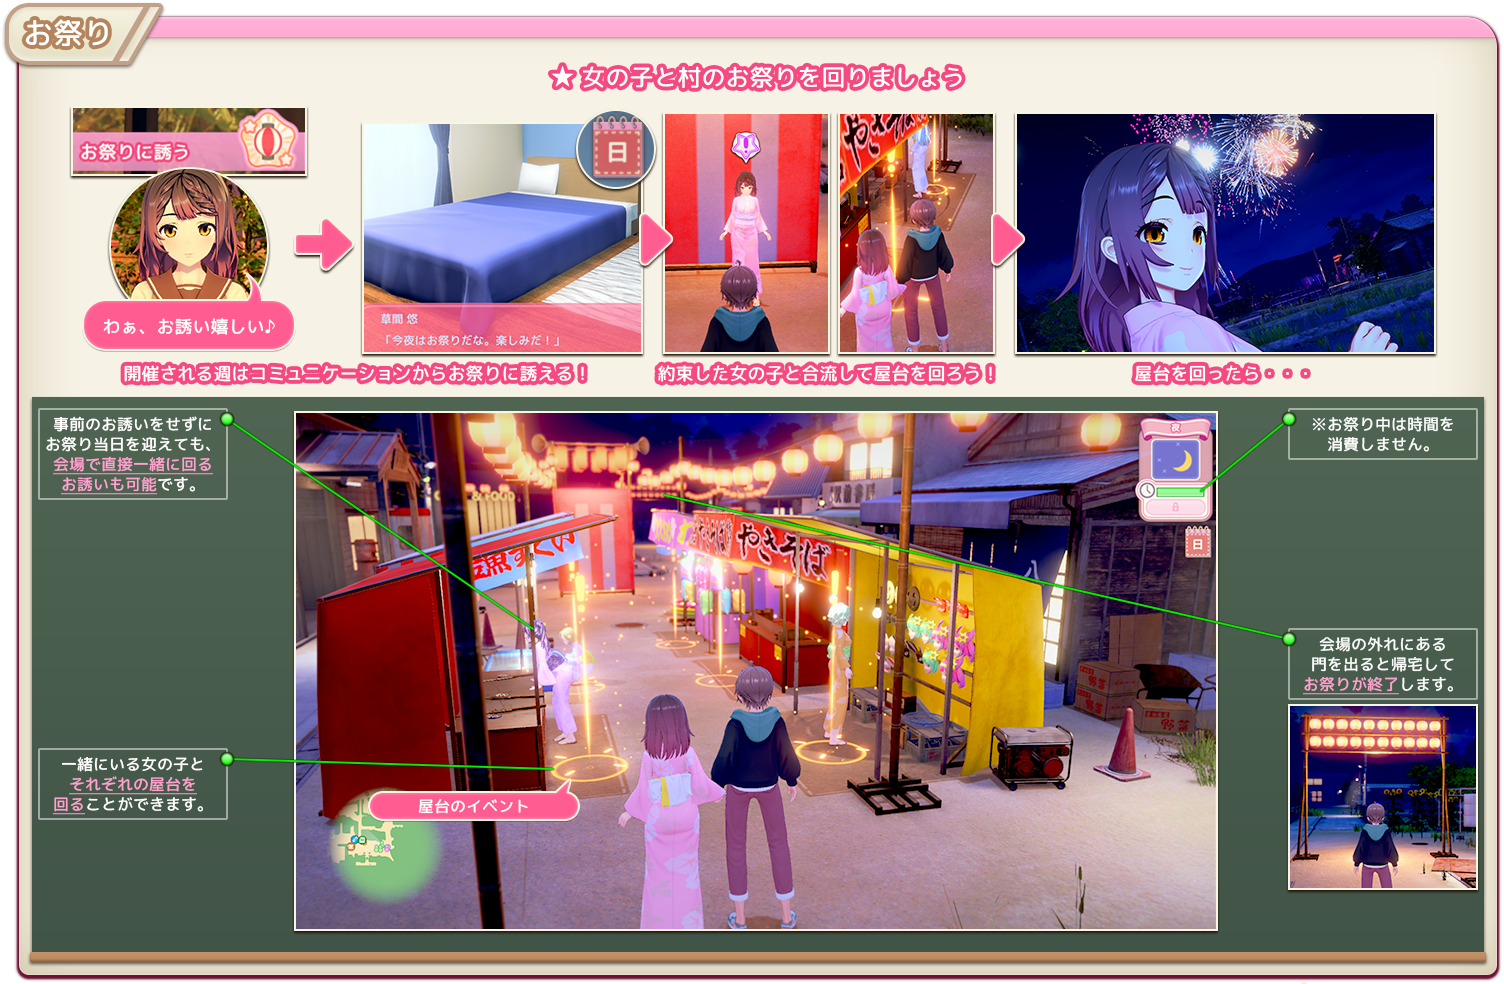 お祭り
★ 女の子と村のお祭りを回りましょう
お祭りに誘う
わぁ、お誘い嬉しい♪
日
草間 悠
「今夜はお祭りだな。楽しみだ！」
やきそば
開催される週はコミュニケーションからお祭りに誘える！
約束した女の子と合流して屋台を回ろう！
屋台を回ったら・・・
事前のお誘いをせずに
お祭り当日を迎えても、
会場で直接一緒に回る
お誘いも可能です。
※お祭り中は時間を
消費しません。
夜
日
& FOOD
魚すくい
やきそば
会場の外れにある
門を出ると帰宅して
お祭りが終了します。
一緒にいる女の子と
それぞれの屋台を
回ることができます。
屋台のイベント